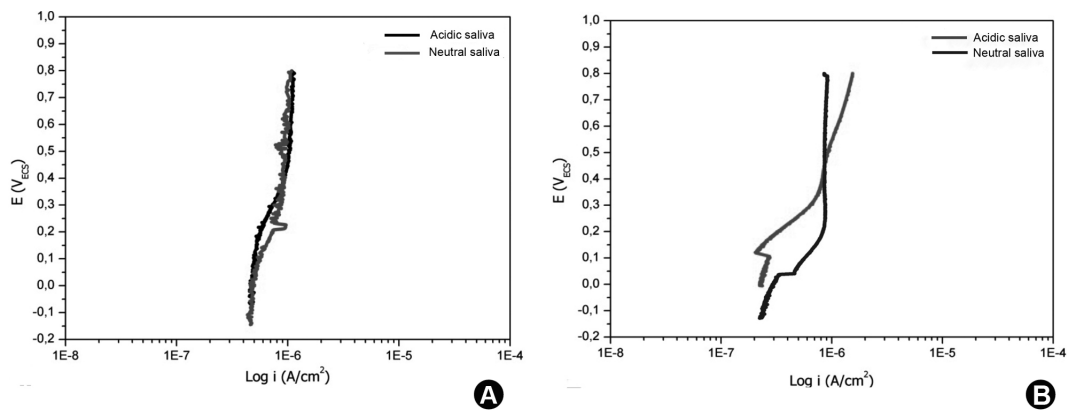 1,0
0,9
0,8
0,7
0,6
0,5
0,4
0,3
0,2
0,1
0,0
-0,1
-0,2
E (V_ECS)
Acidic saliva
Neutral saliva
1E-8 1E-7 1E-6 1E-5 1E-4
Log i (A/cm²)
A
1,0
0,9
0,8
0,7
0,6
0,5
0,4
0,3
0,2
0,1
0,0
-0,1
-0,2
E (V_ECS)
Acidic saliva
Neutral saliva
1E-8 1E-7 1E-6 1E-5 1E-4
Log i (A/cm²)
B